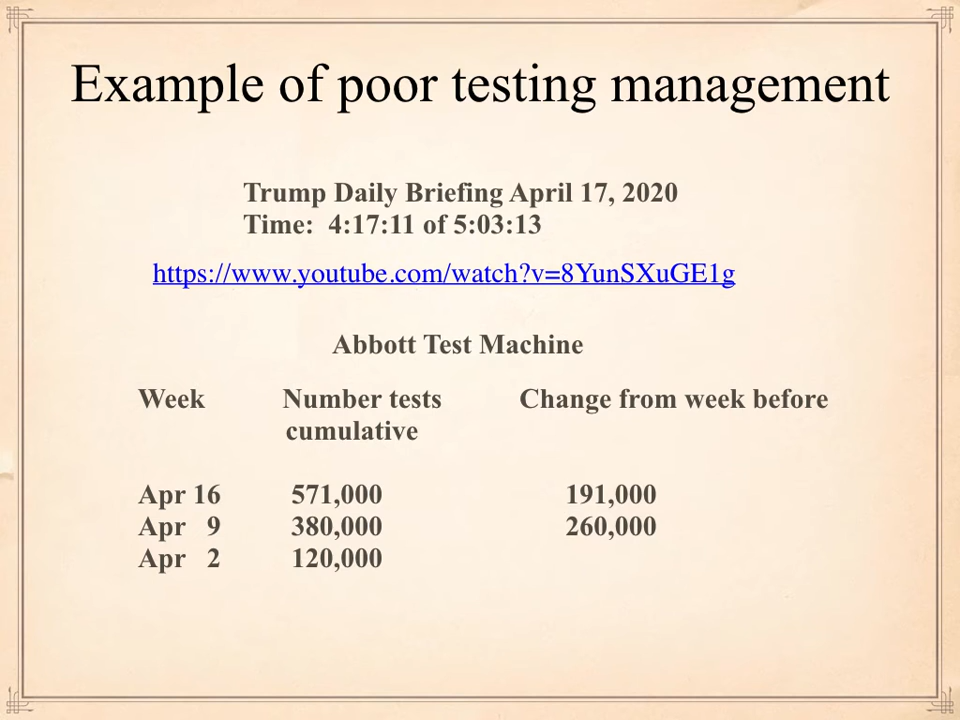 Example of poor testing management
Trump Daily Briefing April 17, 2020
Time: 4:17:11 of 5:03:13
https://www.youtube.com/watch?v=8YunSXuGE1g
Abbott Test Machine
Week Number tests Change from week before
cumulative
Apr 16 571,000 191,000
Apr 9 380,000 260,000
Apr 2 120,000